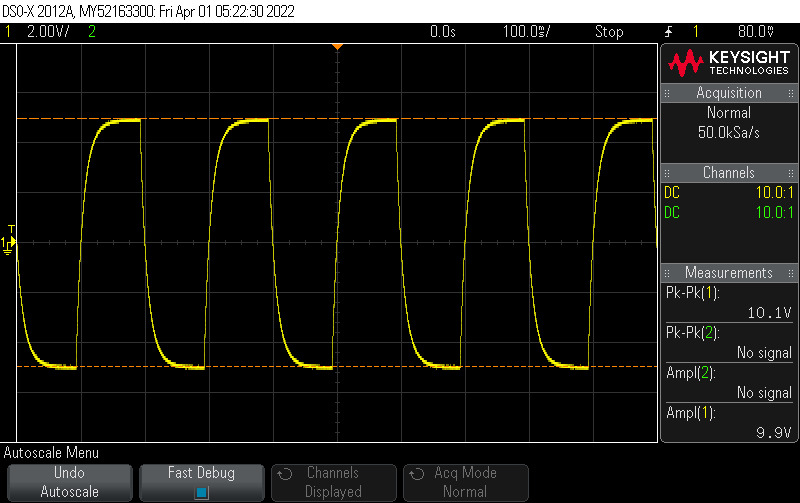 DSO-X 2012A, MY52163300: Fri Apr 01 05:22:30 2022
1 2.00V/ 2 0.0s 100.0ms/ Stop 1 80.0mV
KEYSIGHT
TECHNOLOGIES
Acquisition
Normal
50.0kSa/s
Channels
DC 10.0:1
DC 10.0:1
T
1
Measurements
Pk-Pk(1):
10.1V
Pk-Pk(2):
No signal
Ampl(2):
No signal
Ampl(1):
9.9V
Autoscale Menu
Undo
Autoscale
Fast Debug
Channels
Displayed
Acq Mode
Normal